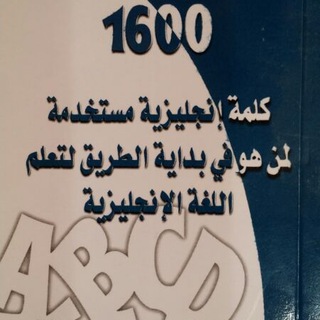 1600
كلمة إنجليزية مستخدمة
لمن هو في بداية الطريق لتعلم
اللغة الإنجليزية
ABCD